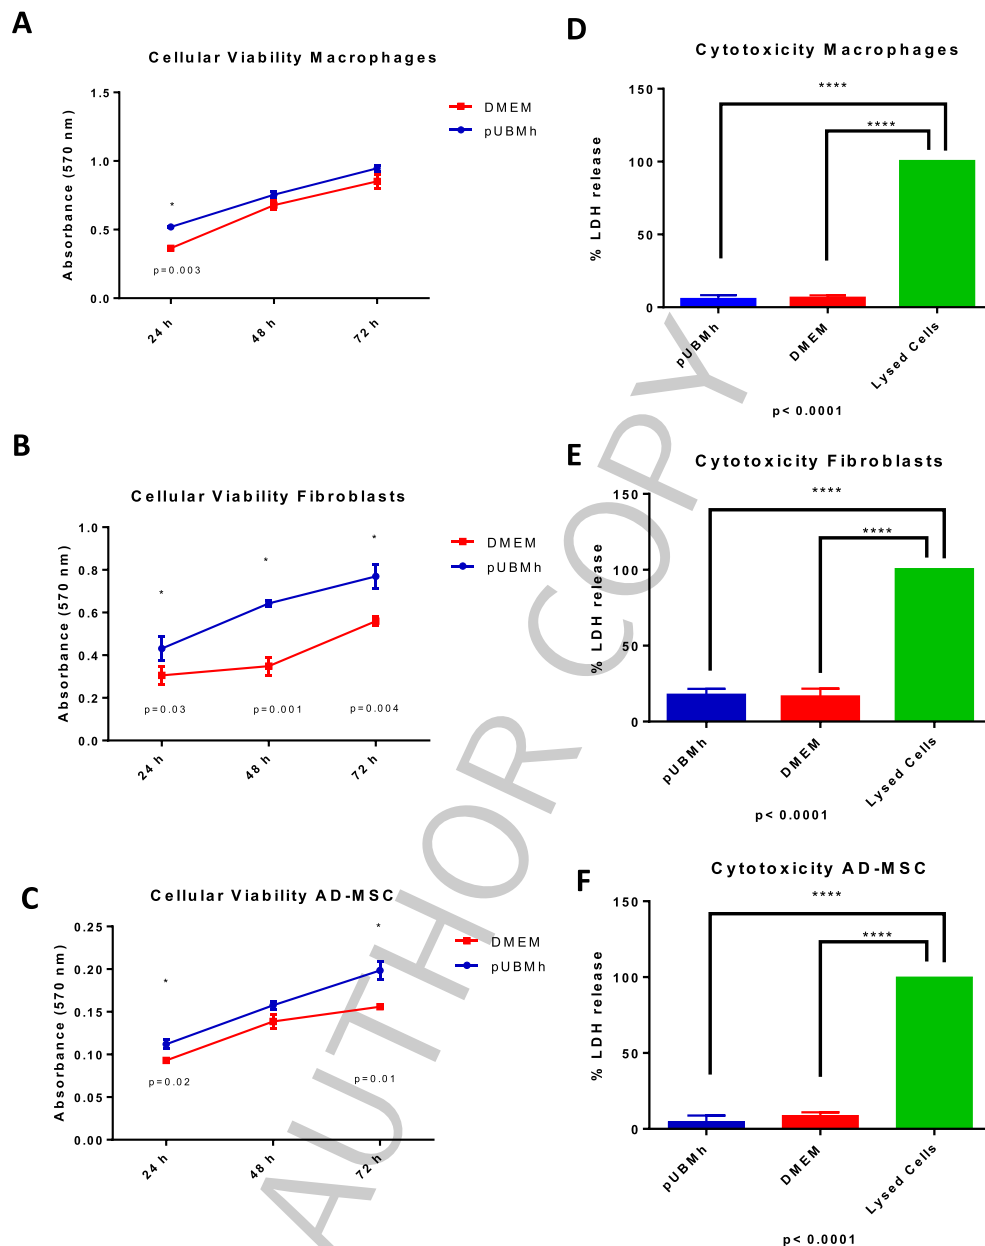 A
Cellular Viability Macrophages
Absorbance (570 nm)
1.5
1.0
0.5
0.0
*
p=0.003
24 h
48 h
72 h
DMEM
pUBMh
D
Cytotoxicity Macrophages
% LDH release
150
100
50
0
****
****
pUBMh
DMEM
Lysed Cells
p< 0.0001
B
Cellular Viability Fibroblasts
Absorbance (570 nm)
1.0
0.8
0.6
0.4
0.2
0.0
*
*
*
p=0.03
p=0.001
p=0.004
24 h
48 h
72 h
DMEM
pUBMh
E
Cytotoxicity Fibroblasts
% LDH release
150
100
50
0
****
****
pUBMh
DMEM
Lysed Cells
p< 0.0001
C
Cellular Viability AD-MSC
Absorbance (570 nm)
0.25
0.20
0.15
0.10
0.05
0.00
*
*
p=0.02
p=0.01
24 h
48 h
72 h
DMEM
pUBMh
F
Cytotoxicity AD-MSC
% LDH release
150
100
50
0
****
****
pUBMh
DMEM
Lysed Cells
p< 0.0001
AUTHOR COPY